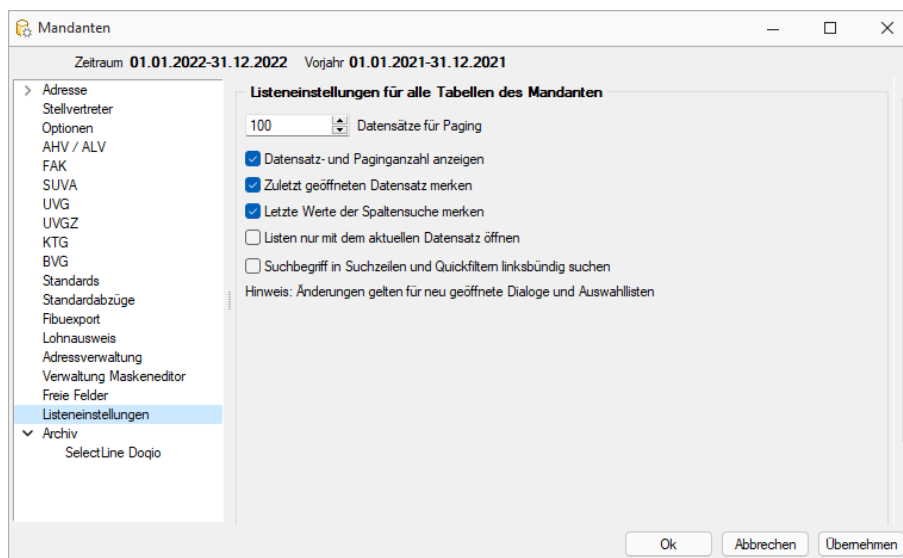 Mandanten
Zeitraum 01.01.2022-31.12.2022 Vorjahr 01.01.2021-31.12.2021
Adresse
Stellvertreter
Optionen
AHV / ALV
FAK
SUVA
UVG
UVGZ
KTG
BVG
Standards
Standardabzüge
Fibuexport
Lohnausweis
Adressverwaltung
Verwaltung Maskeneditor
Freie Felder
Listeneinstellungen
Archiv
SelectLine Doqio
Listeneinstellungen für alle Tabellen des Mandanten
100 Datensätze für Paging
Datensatz- und Paginganzahl anzeigen
Zuletzt geöffneten Datensatz merken
Letzte Werte der Spaltensuche merken
Listen nur mit dem aktuellen Datensatz öffnen
Suchbegriff in Suchzeilen und Quickfiltern linksbündig suchen
Hinweis: Änderungen gelten für neu geöffnete Dialoge und Auswahllisten
Ok Abbrechen Übernehmen